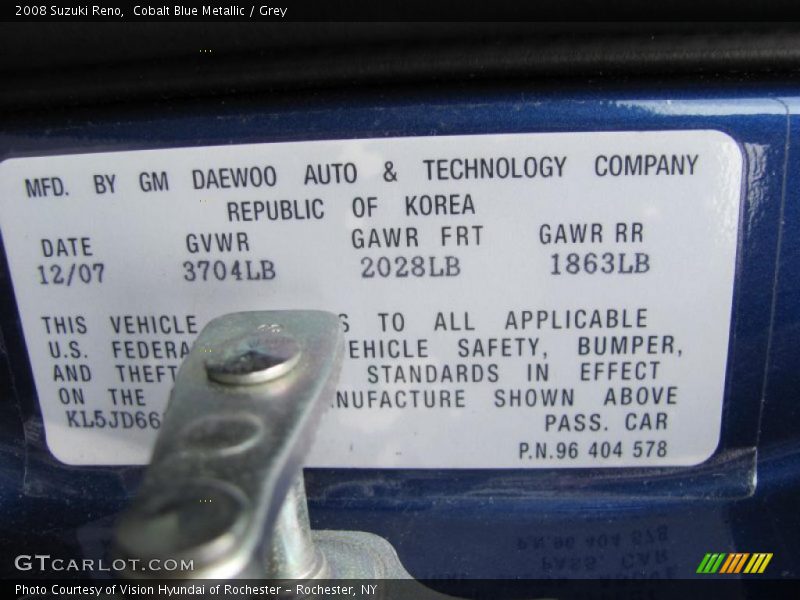 2008 Suzuki Reno,  Cobalt Blue Metallic / Grey
MFD. BY GM DAEWOO AUTO & TECHNOLOGY COMPANY
REPUBLIC OF KOREA
DATE GVWR GAWR FRT GAWR RR
12/07 3704LB 2028LB 1863LB
THIS VEHICLE S TO ALL APPLICABLE
U.S. FEDERA EHICLE SAFETY, BUMPER,
AND THEFT STANDARDS IN EFFECT
ON THE NUFACTURE SHOWN ABOVE
KL5JD66 PASS. CAR
P.N.96 404 578
GTCARLOT.COM
Photo Courtesy of Vision Hyundai of Rochester - Rochester, NY